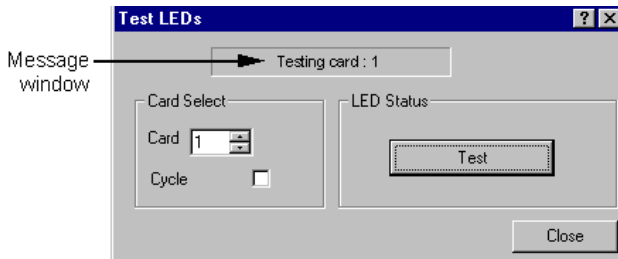 Test LEDs
Message
window
Testing card : 1
Card Select
Card 1
Cycle
LED Status
Test
Close